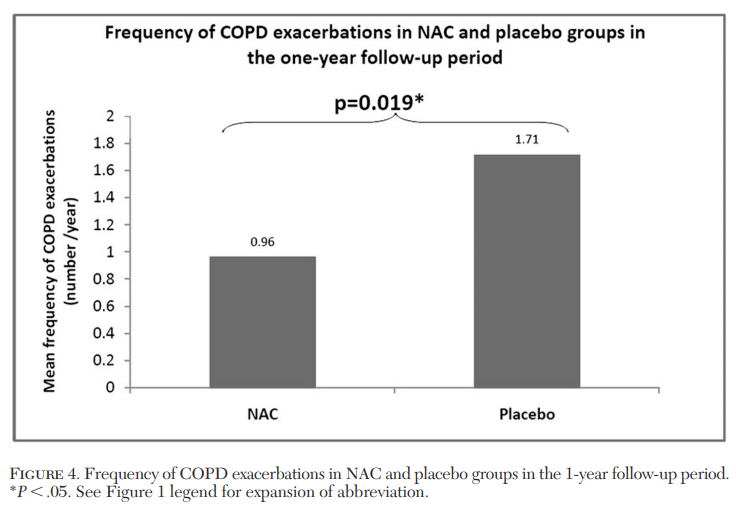 Frequency of COPD exacerbations in NAC and placebo groups in
the one-year follow-up period
p=0.019*
Mean frequency of COPD exacerbations
(number /year)
2
1.8
1.6
1.4
1.2
1
0.8
0.6
0.4
0.2
0
0.96
1.71
NAC
Placebo
FIGURE 4. Frequency of COPD exacerbations in NAC and placebo groups in the 1-year follow-up period.
*P < .05. See Figure 1 legend for expansion of abbreviation.